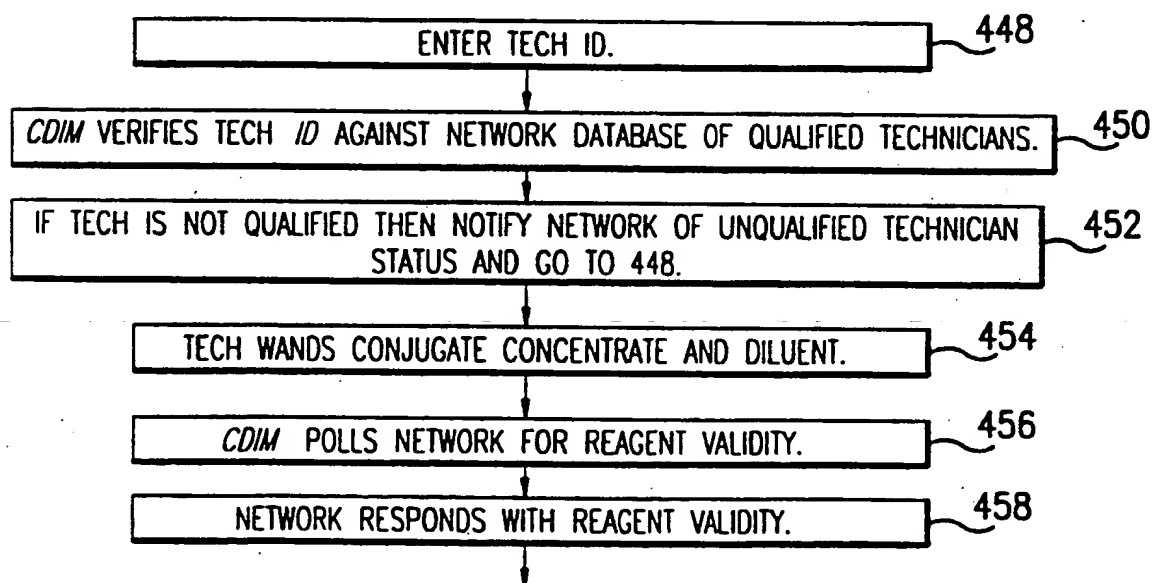 ENTER TECH ID.
448
CDIM VERIFIES TECH ID AGAINST NETWORK DATABASE OF QUALIFIED TECHNICIANS.
450
IF TECH IS NOT QUALIFIED THEN NOTIFY NETWORK OF UNQUALIFIED TECHNICIAN
STATUS AND GO TO 448.
452
TECH WANDS CONJUGATE CONCENTRATE AND DILUENT.
454
CDIM POLLS NETWORK FOR REAGENT VALIDITY.
456
NETWORK RESPONDS WITH REAGENT VALIDITY.
458